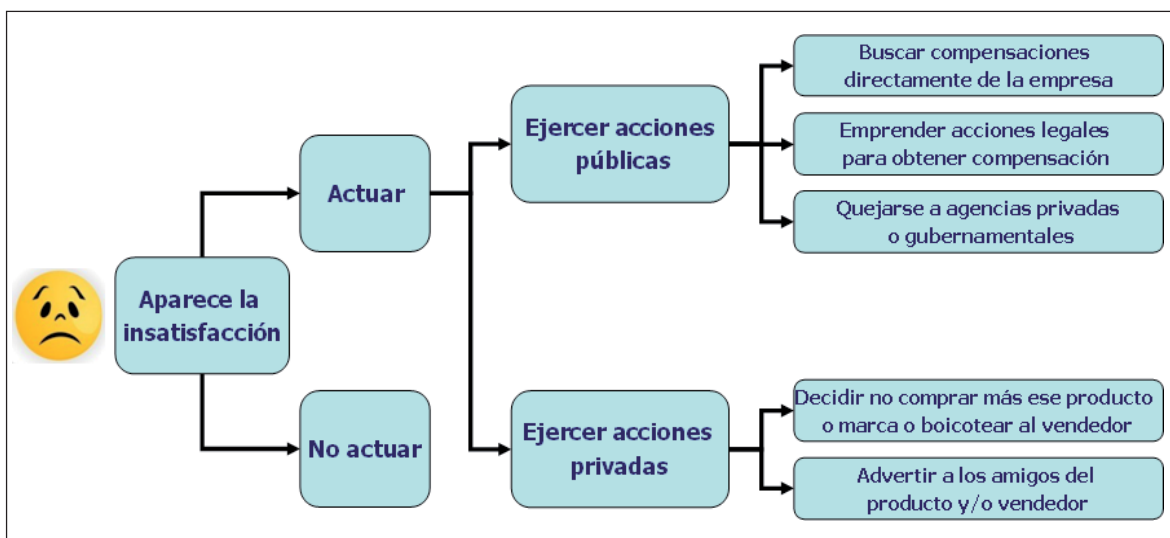 Aparece la
insatisfacción
Actuar
No actuar
Ejercer acciones
públicas
Buscar compensaciones
directamente de la empresa
Emprender acciones legales
para obtener compensación
Quejarse a agencias privadas
o gubernamentales
Ejercer acciones
privadas
Decidir no comprar más ese producto
o marca o boicotear al vendedor
Advertir a los amigos del
producto y/o vendedor